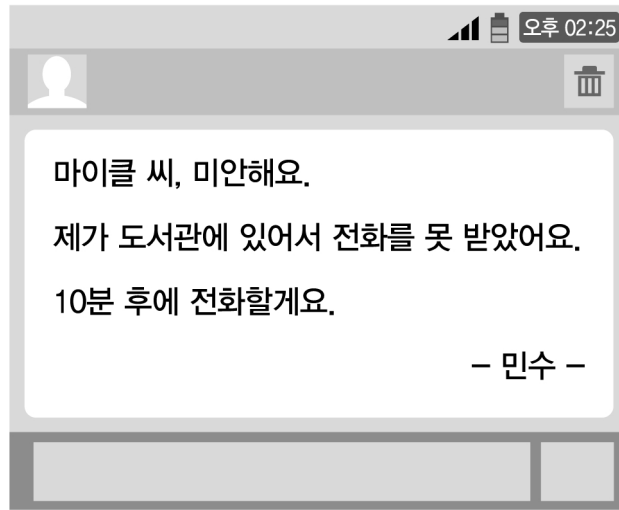 오후 02:25
마이클 씨, 미안해요.
제가 도서관에 있어서 전화를 못 받았어요.
10분 후에 전화할게요.
– 민수 –